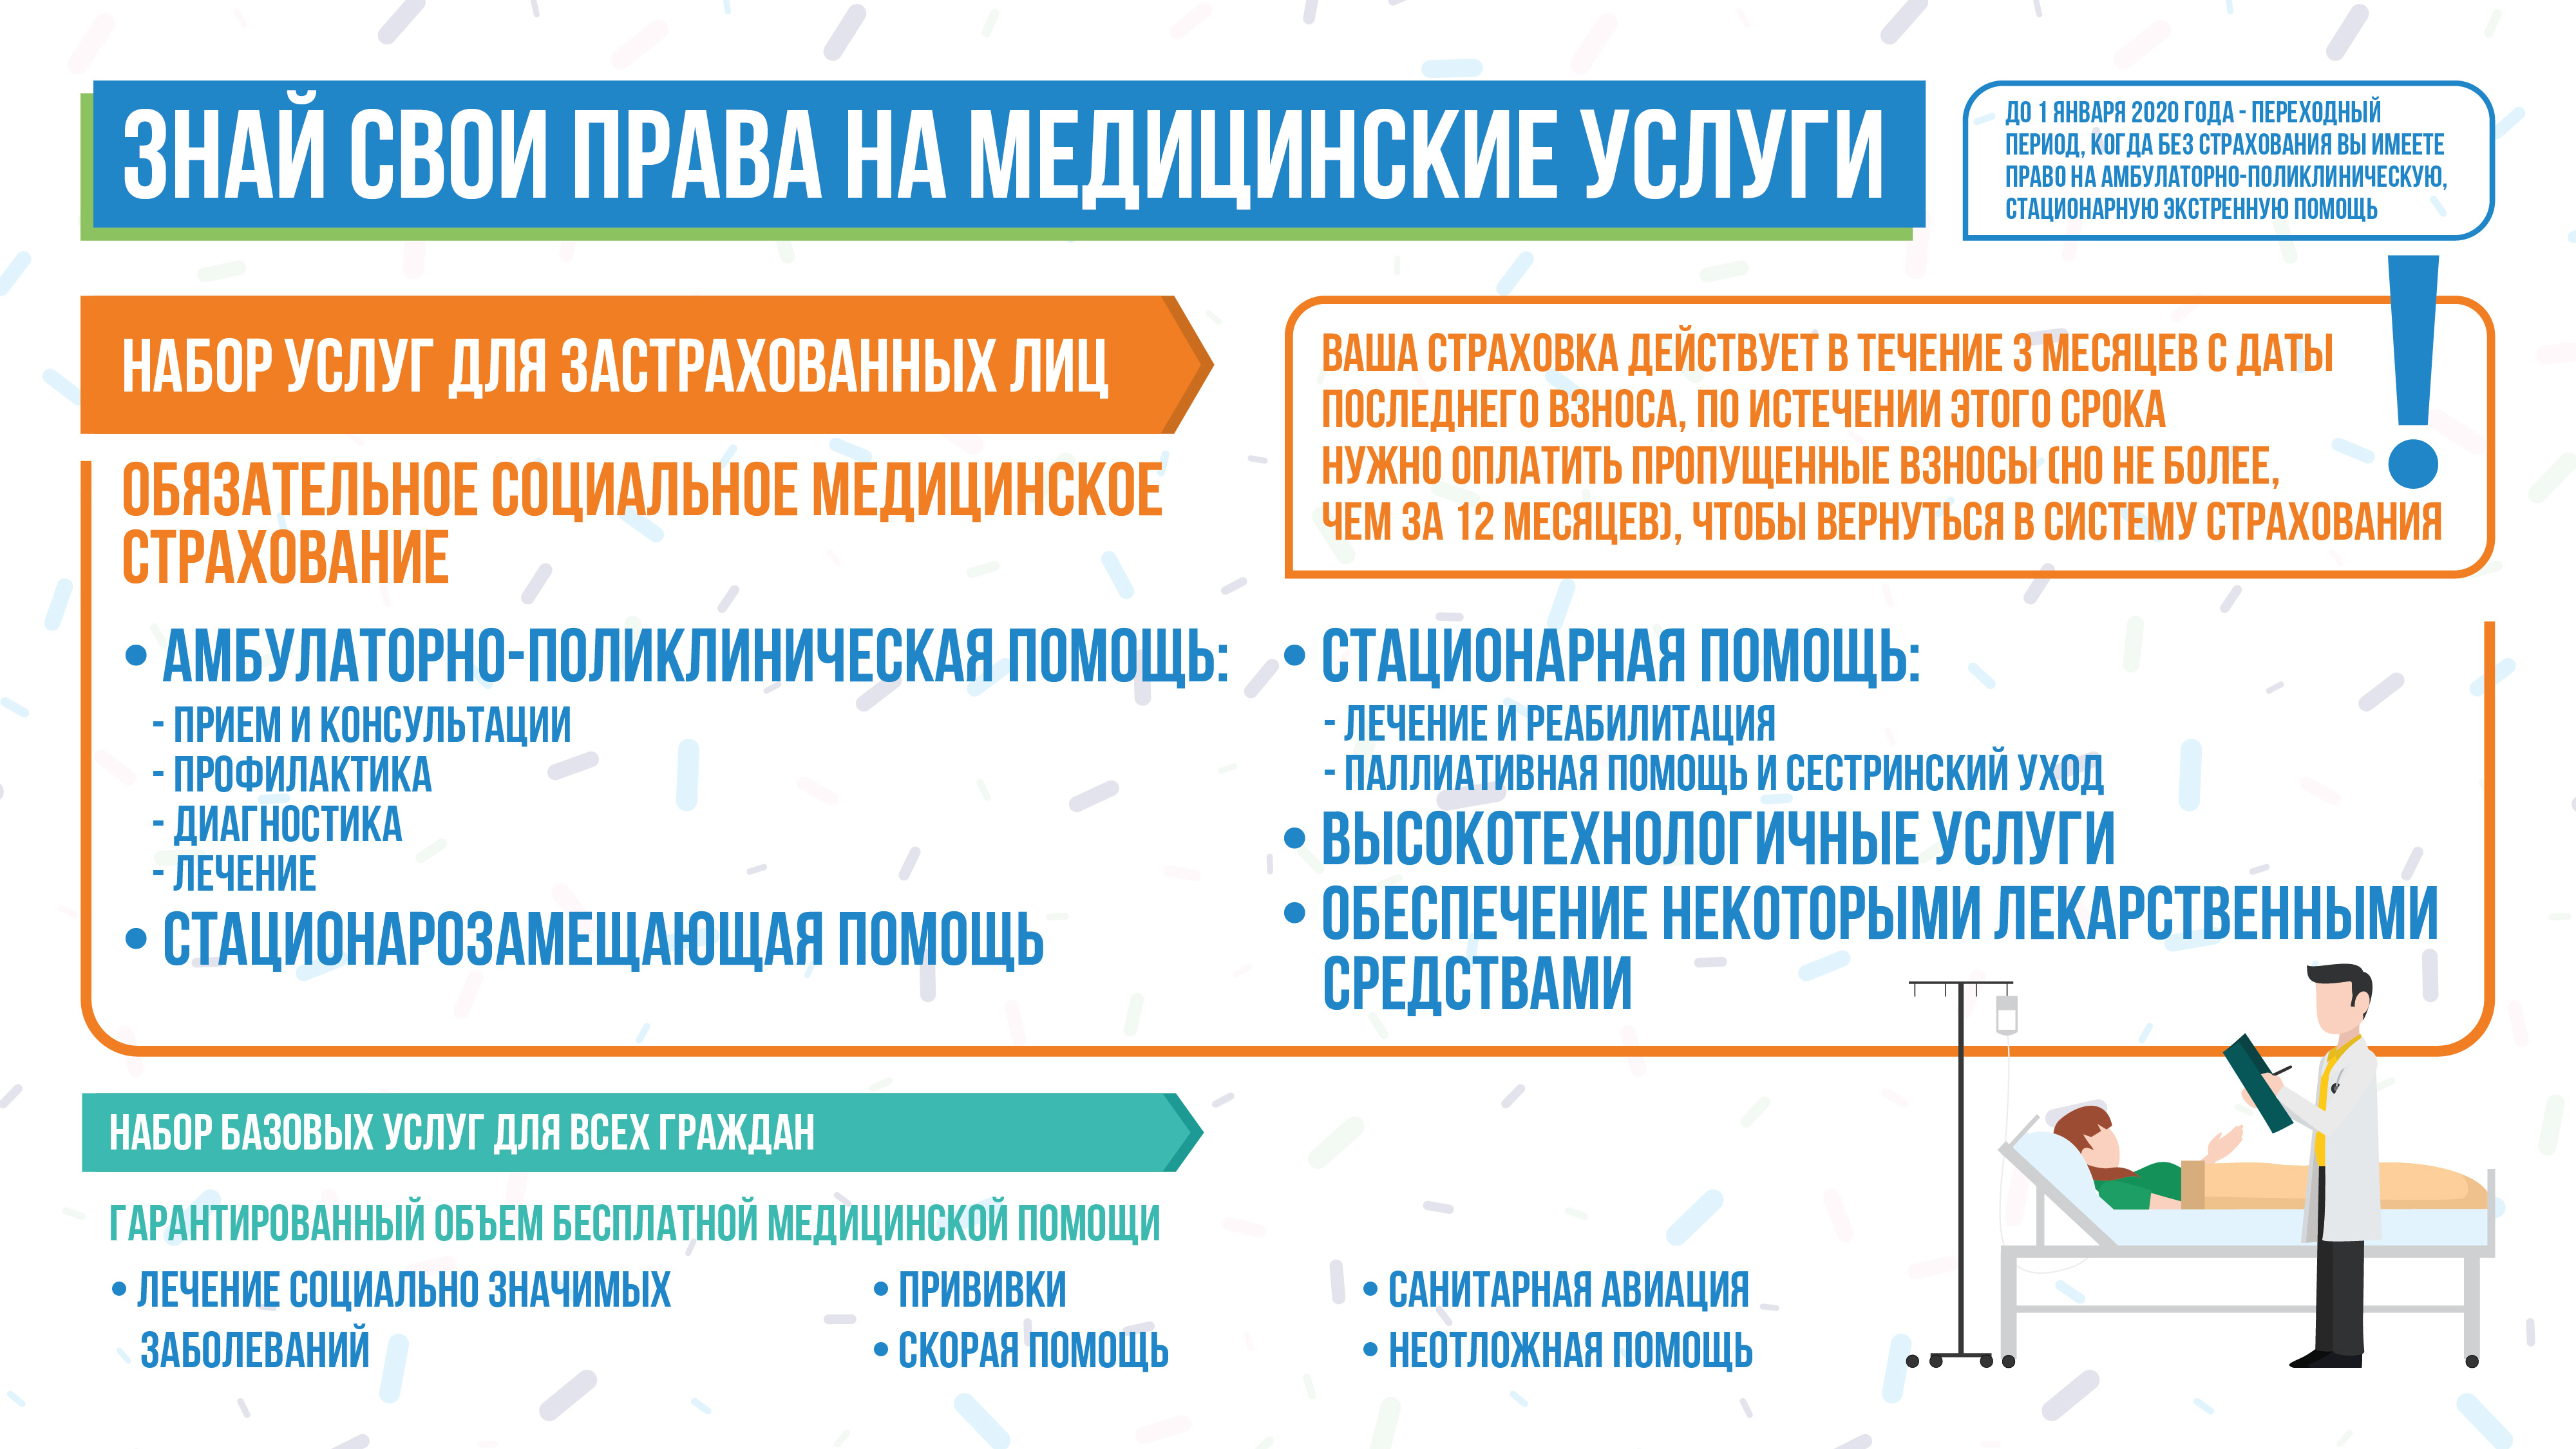 ЗНАЙ СВОИ ПРАВА НА МЕДИЦИНСКИЕ УСЛУГИ
ДО 1 ЯНВАРЯ 2020 ГОДА - ПЕРЕХОДНЫЙ
ПЕРИОД, КОГДА БЕЗ СТРАХОВАНИЯ ВЫ ИМЕЕТЕ
ПРАВО НА АМБУЛАТОРНО-ПОЛИКЛИНИЧЕСКУЮ,
СТАЦИОНАРНУЮ ЭКСТРЕННУЮ ПОМОЩЬ
НАБОР УСЛУГ ДЛЯ ЗАСТРАХОВАННЫХ ЛИЦ
ВАША СТРАХОВКА ДЕЙСТВУЕТ В ТЕЧЕНИЕ 3 МЕСЯЦЕВ С ДАТЫ
ПОСЛЕДНЕГО ВЗНОСА, ПО ИСТЕЧЕНИИ ЭТОГО СРОКА
НУЖНО ОПЛАТИТЬ ПРОПУЩЕННЫЕ ВЗНОСЫ (НО НЕ БОЛЕЕ,
ЧЕМ ЗА 12 МЕСЯЦЕВ), ЧТОБЫ ВЕРНУТЬСЯ В СИСТЕМУ СТРАХОВАНИЯ
!
ОБЯЗАТЕЛЬНОЕ СОЦИАЛЬНОЕ МЕДИЦИНСКОЕ
СТРАХОВАНИЕ
• АМБУЛАТОРНО-ПОЛИКЛИНИЧЕСКАЯ ПОМОЩЬ:
- ПРИЕМ И КОНСУЛЬТАЦИИ
- ПРОФИЛАКТИКА
- ДИАГНОСТИКА
- ЛЕЧЕНИЕ
• СТАЦИОНАРОЗАМЕЩАЮЩАЯ ПОМОЩЬ
• СТАЦИОНАРНАЯ ПОМОЩЬ:
- ЛЕЧЕНИЕ И РЕАБИЛИТАЦИЯ
- ПАЛЛИАТИВНАЯ ПОМОЩЬ И СЕСТРИНСКИЙ УХОД
• ВЫСОКОТЕХНОЛОГИЧНЫЕ УСЛУГИ
• ОБЕСПЕЧЕНИЕ НЕКОТОРЫМИ ЛЕКАРСТВЕННЫМИ
СРЕДСТВАМИ
НАБОР БАЗОВЫХ УСЛУГ ДЛЯ ВСЕХ ГРАЖДАН
ГАРАНТИРОВАННЫЙ ОБЪЕМ БЕСПЛАТНОЙ МЕДИЦИНСКОЙ ПОМОЩИ
• ЛЕЧЕНИЕ СОЦИАЛЬНО ЗНАЧИМЫХ
ЗАБОЛЕВАНИЙ
• ПРИВИВКИ
• СКОРАЯ ПОМОЩЬ
• САНИТАРНАЯ АВИАЦИЯ
• НЕОТЛОЖНАЯ ПОМОЩЬ